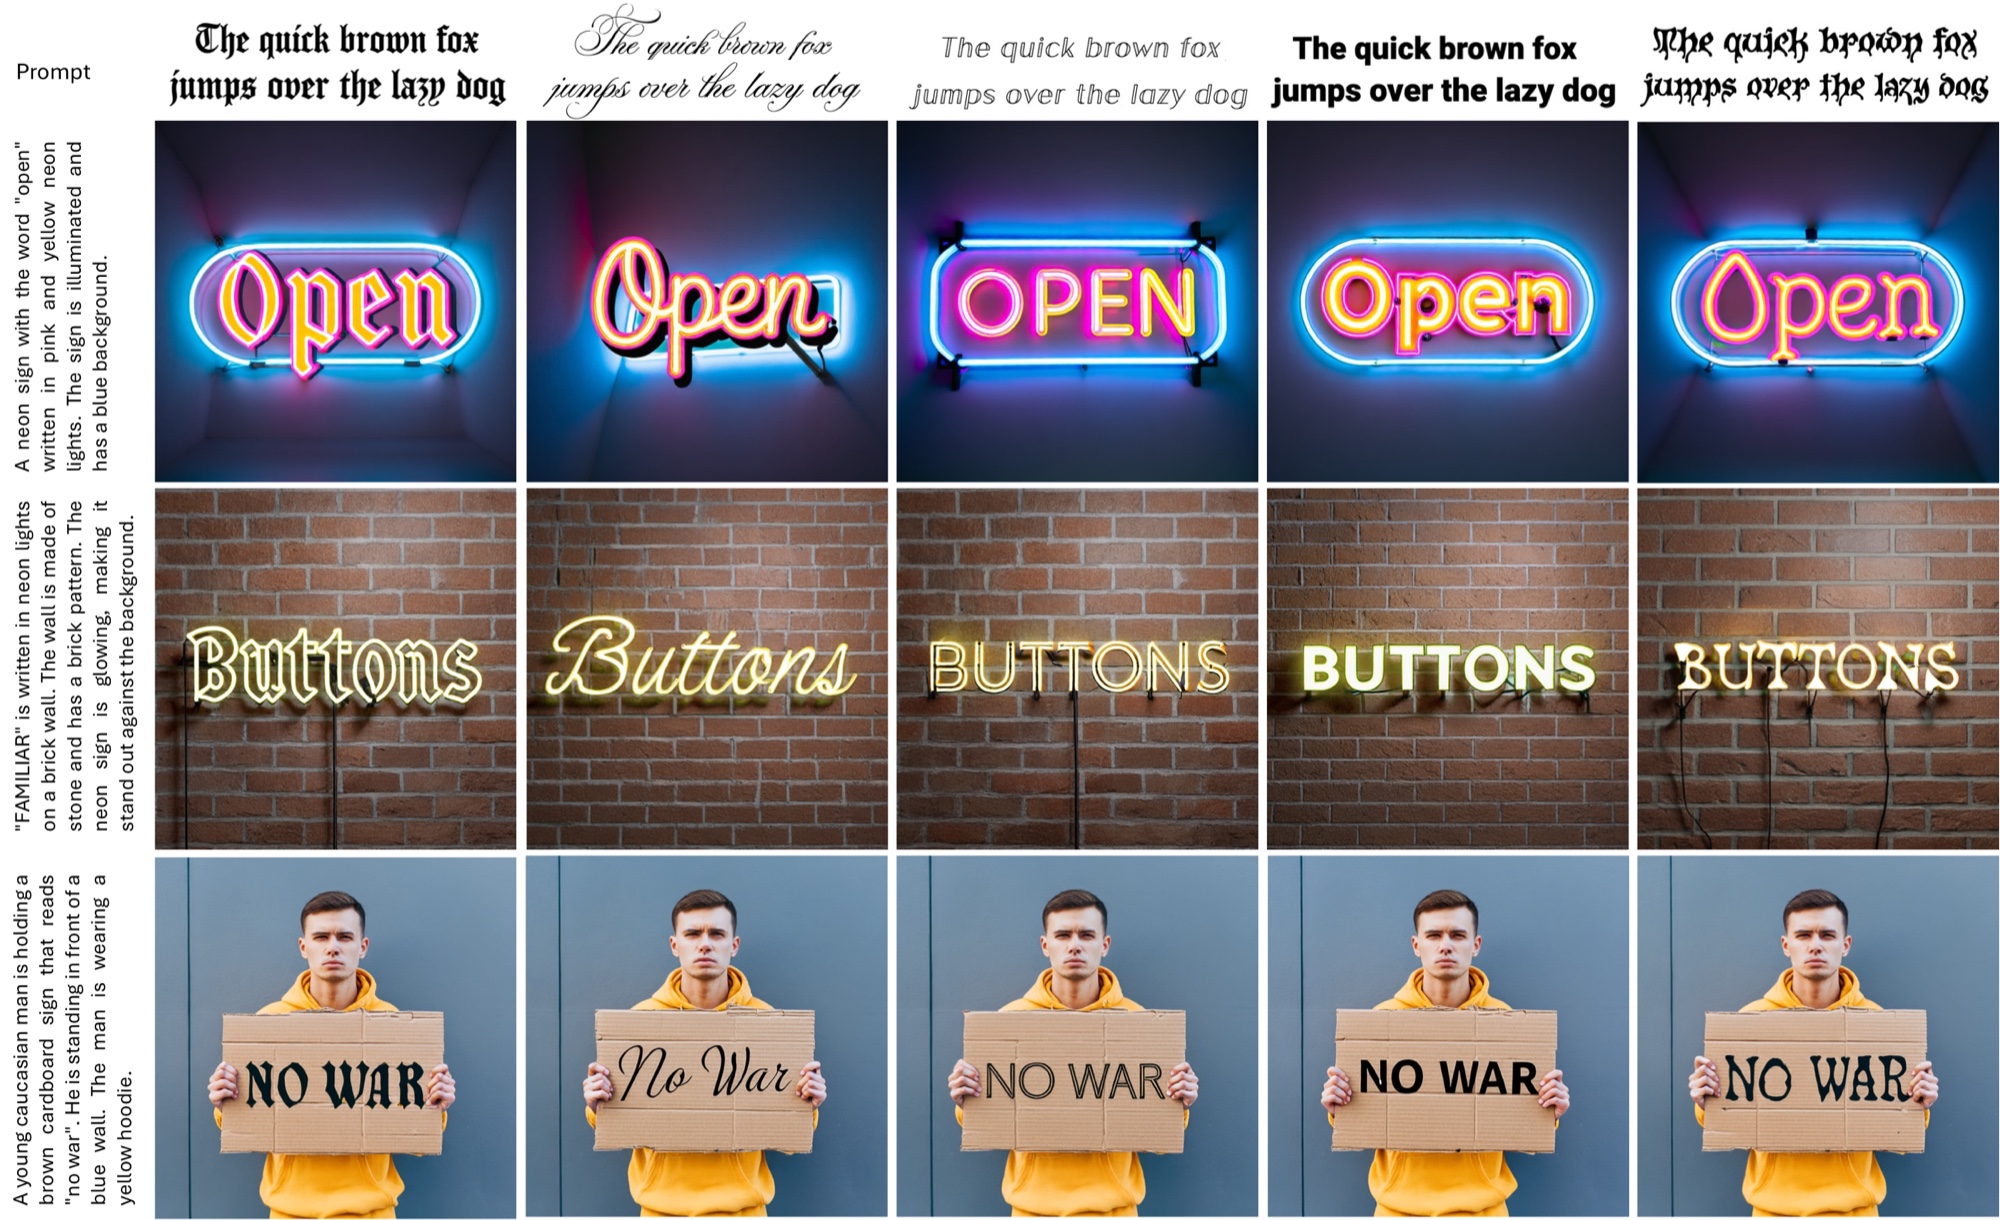 Prompt
The quick brown fox
jumps over the lazy dog
The quick brown fox
jumps over the lazy dog
The quick brown fox
jumps over the lazy dog
The quick brown fox
jumps over the lazy dog
The quick brown fox
jumps over the lazy dog
A neon sign with the word "open"
written in pink and yellow neon
lights. The sign is illuminated and
has a blue background.
Open
Open
OPEN
Open
Open
"FAMILIAR" is written in neon lights
on a brick wall. The wall is made of
stone and has a brick pattern. The
neon sign is glowing, making it
stand out against the background.
Buttons
Buttons
BUTTONS
BUTTONS
BUTTONS
A young caucasian man is holding a
brown cardboard sign that reads
"no war". He is standing in front of a
blue wall. The man is wearing a
yellow hoodie.
NO WAR
No War
NO WAR
NO WAR
NO WAR